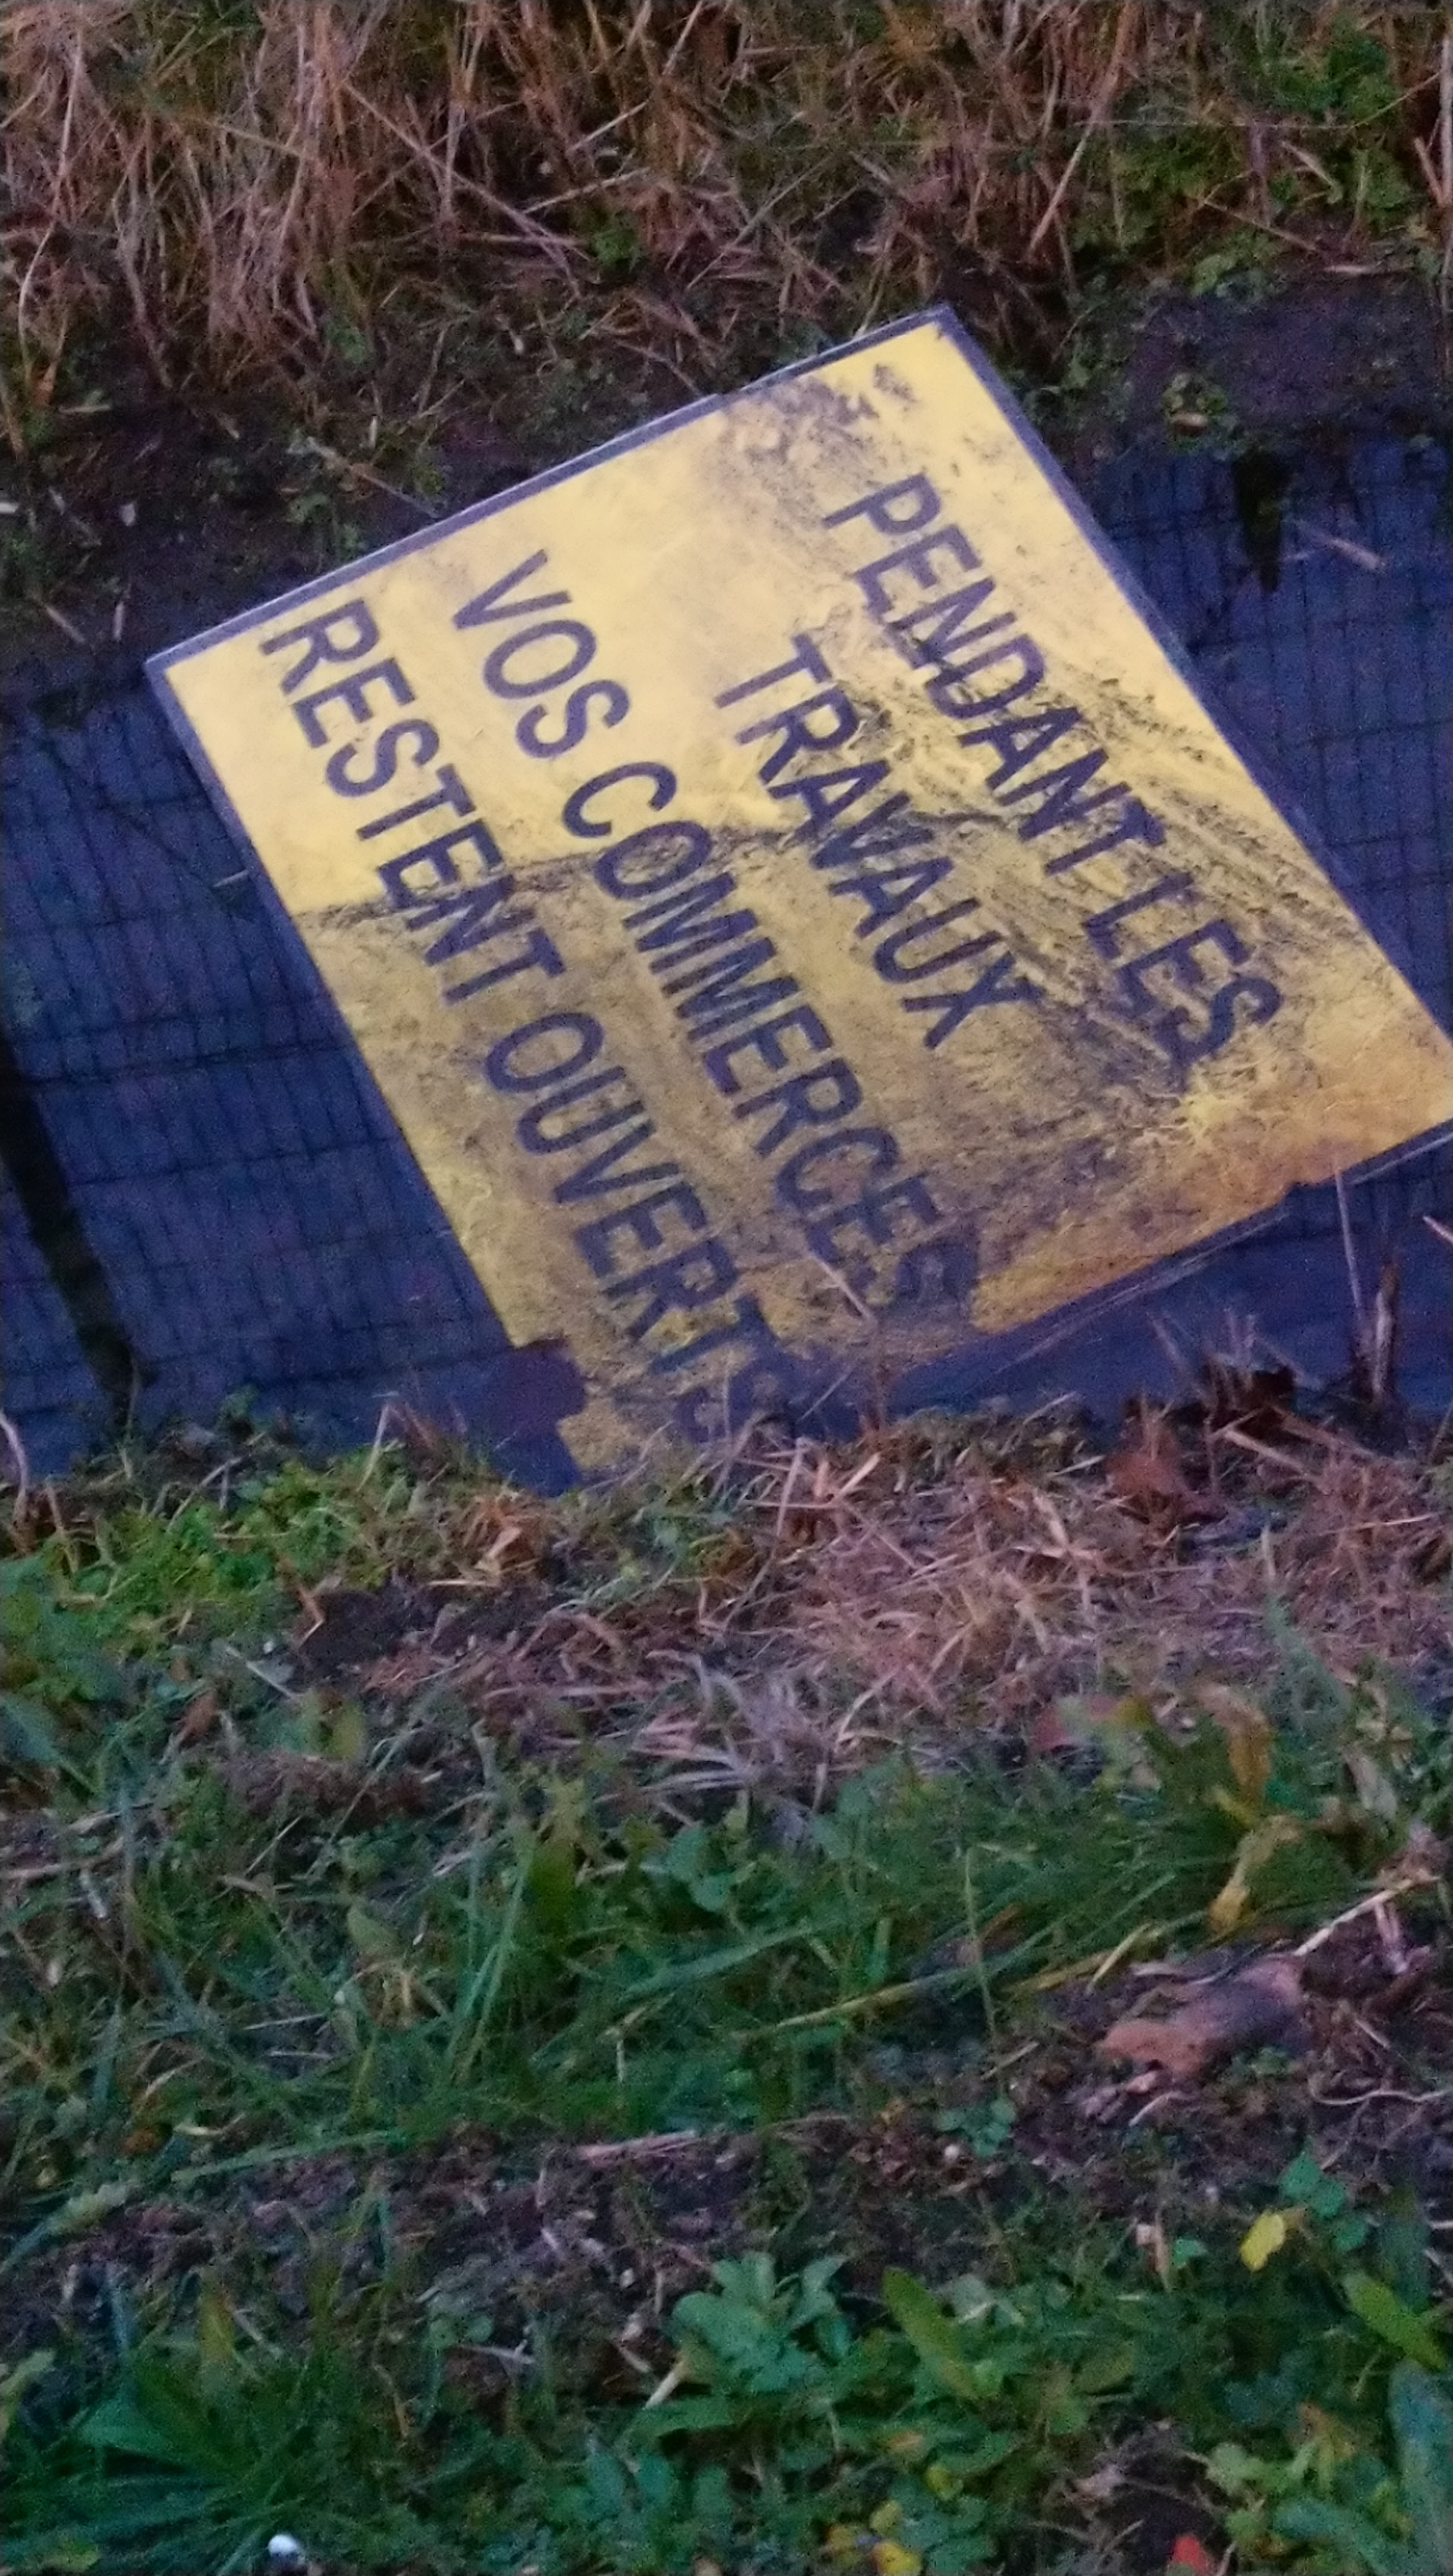 PENDANT LES
TRAVAUX
VOS COMMERCES
RESTENT OUVERTS